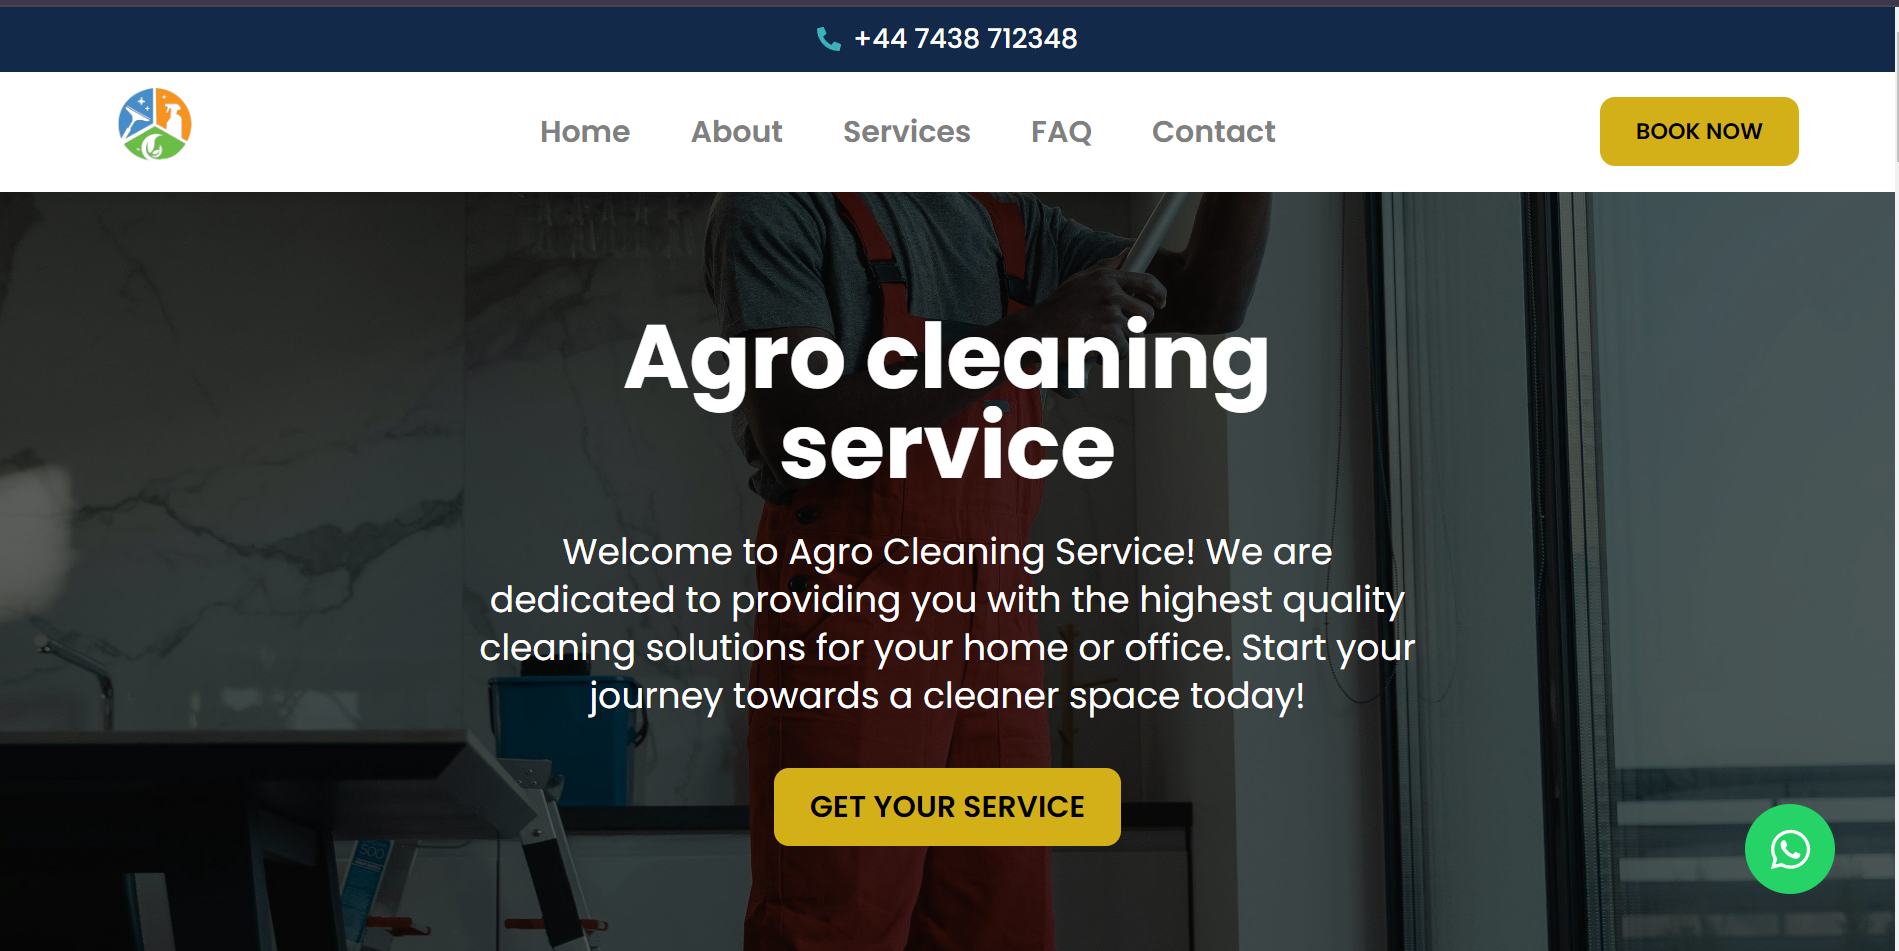 +44 7438 712348
Home About Services FAQ Contact
BOOK NOW
Agro cleaning
service
Welcome to Agro Cleaning Service! We are
dedicated to providing you with the highest quality
cleaning solutions for your home or office. Start your
journey towards a cleaner space today!
GET YOUR SERVICE
500